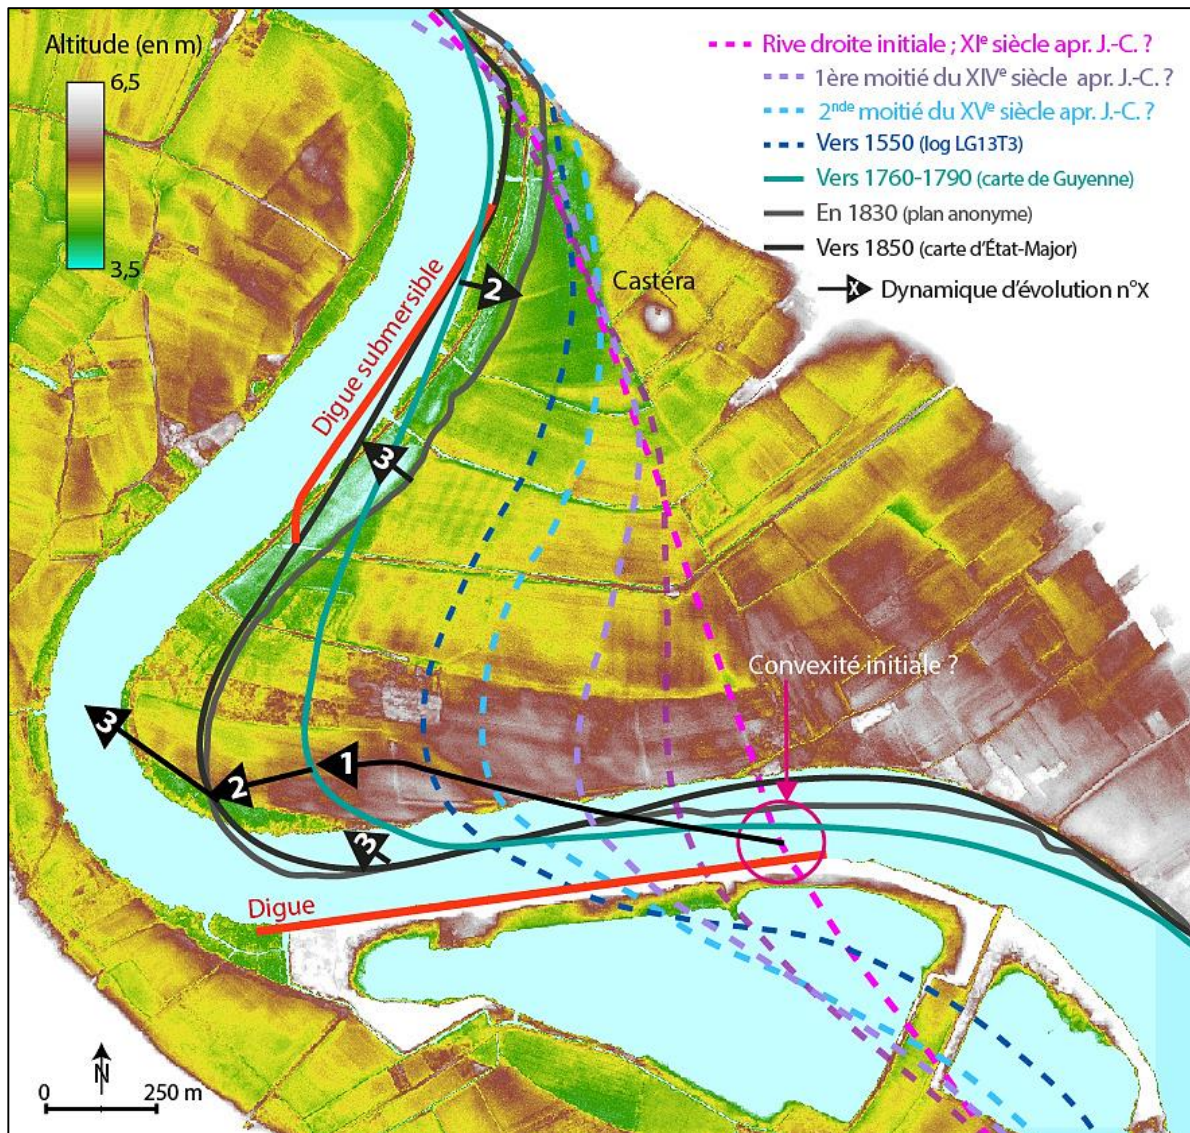 Altitude (en m)
6,5
3,5
Rive droite initiale ; XIe siècle apr. J.-C. ?
1ère moitié du XIVe siècle apr. J.-C. ?
2nde moitié du XVe siècle apr. J.-C. ?
Vers 1550 (log LG13T3)
Vers 1760-1790 (carte de Guyenne)
En 1830 (plan anonyme)
Vers 1850 (carte d'État-Major)
X Dynamique d'évolution n°X
Castéra
Digue submersible
2
3
Convexité initiale ?
3
1
2
3
Digue
N
0 250 m